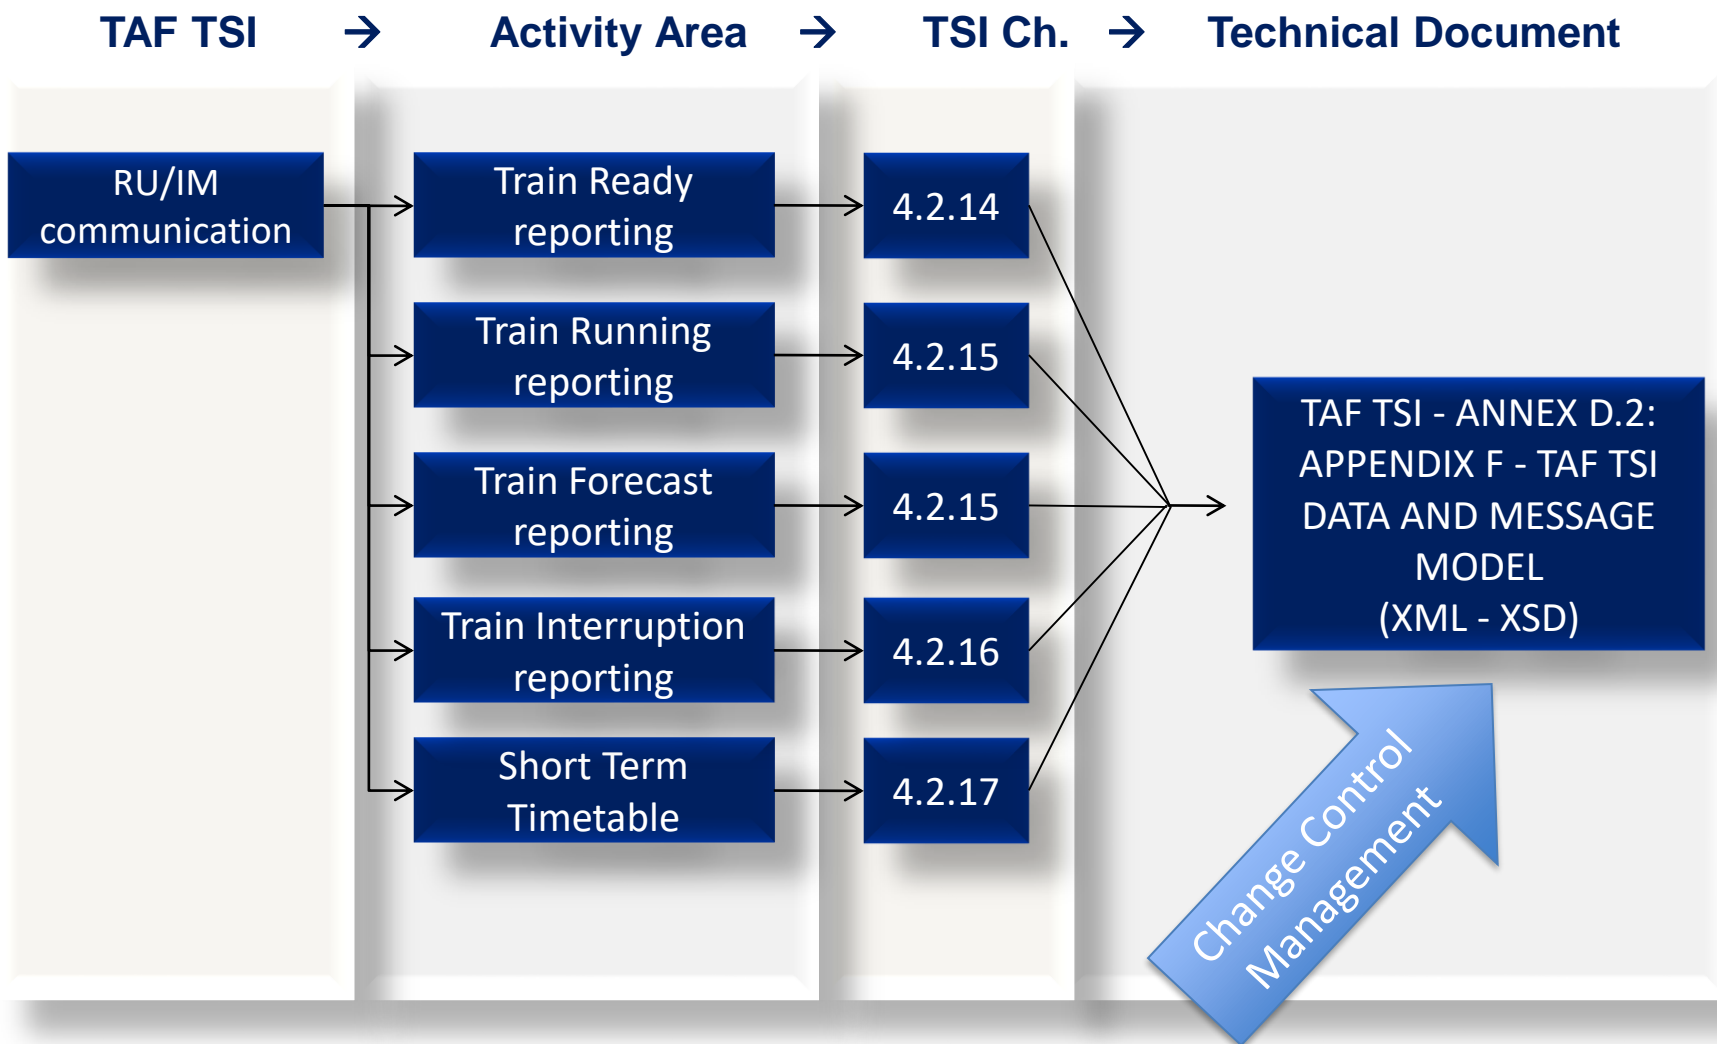 TAF TSI → Activity Area → TSI Ch. → Technical Document
RU/IM
communication
Train Ready
reporting
4.2.14
Train Running
reporting
4.2.15
Train Forecast
reporting
4.2.15
Train Interruption
reporting
4.2.16
Short Term
Timetable
4.2.17
TAF TSI - ANNEX D.2:
APPENDIX F - TAF TSI
DATA AND MESSAGE
MODEL
(XML - XSD)
Change Control
Management